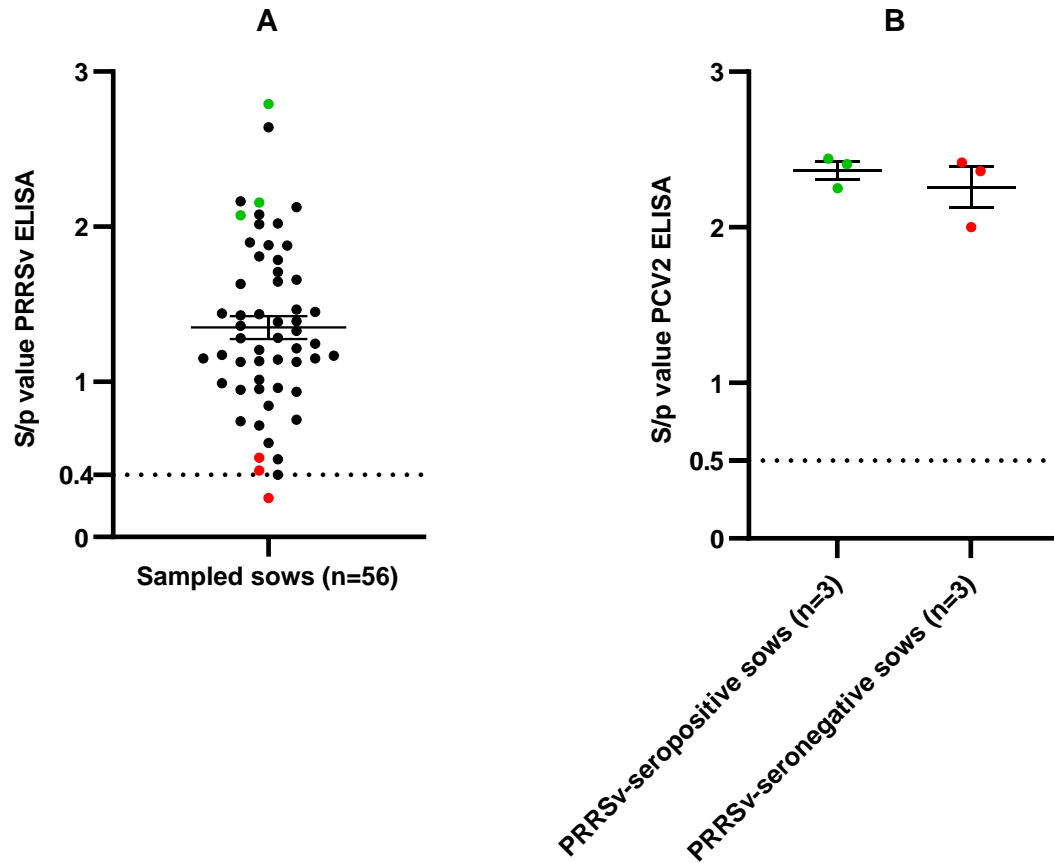 A
S/p value PRRSv ELISA
3
2
1
0.4
0
Sampled sows (n=56)
B
S/p value PCV2 ELISA
3
2
1
0.5
0
PRRSv-seropositive sows (n=3)
PRRSv-seronegative sows (n=3)